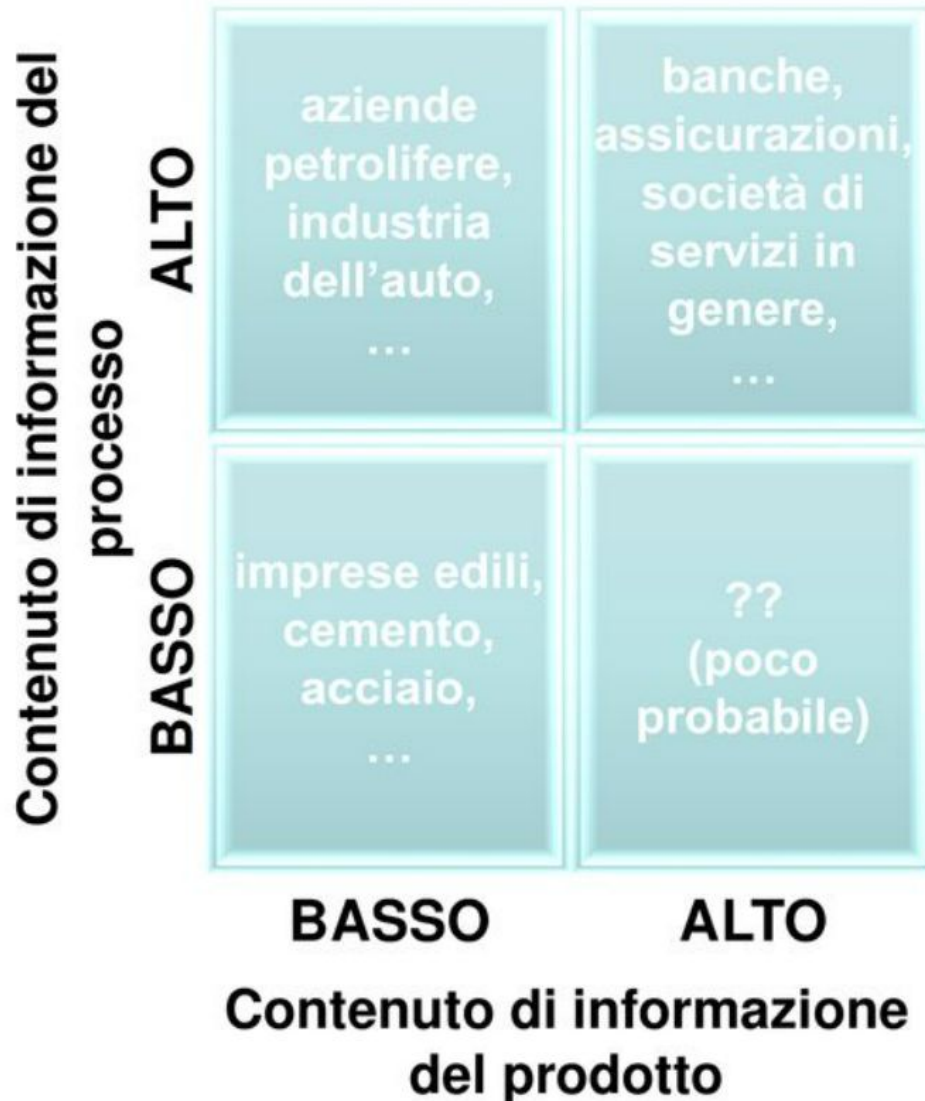 Contenuto di informazione del
processo
ALTO
aziende
petrolifere,
industria
dell'auto,
...
banche,
assicurazioni,
società di
servizi in
genere,
...
BASSO
imprese edili,
cemento,
acciaio,
...
??
(poco
probabile)
BASSO
ALTO
Contenuto di informazione
del prodotto